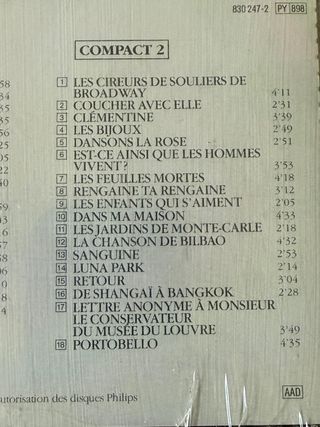 830 247-2 PY 898
COMPACT 2
1 LES CIREURS DE SOULIERS DE
BROADWAY 4'11
2 COUCHER AVEC ELLE 2'31
3 CLÉMENTINE 3'39
4 LES BIJOUX 2'49
5 DANSONS LA ROSE 2'51
6 EST-CE AINSI QUE LES HOMMES
VIVENT? 3'53
7 LES FEUILLES MORTES 4'18
8 RENGAINE TA RENGAINE 3'12
9 LES ENFANTS QUI S'AIMENT 2'05
10 DANS MA MAISON 4'33
11 LES JARDINS DE MONTE-CARLE 2'18
12 LA CHANSON DE BILBAO 4'32
13 SANGUINE 2'53
14 LUNA PARK 2'14
15 RETOUR 3'04
16 DE SHANGAÏ À BANGKOK 2'28
17 LETTRE ANONYME À MONSIEUR
LE CONSERVATEUR
DU MUSÉE DU LOUVRE 3'49
18 PORTOBELLO 4'35
AAD
autorisation des disques Philips